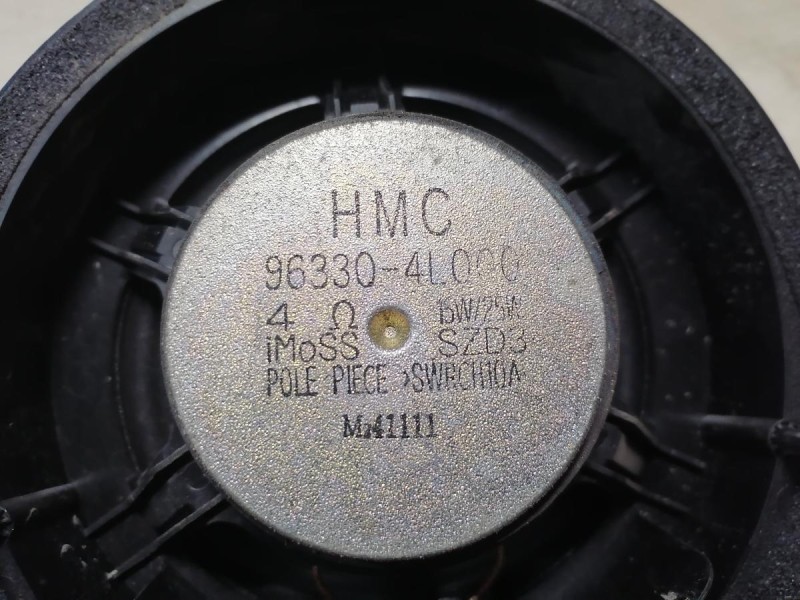 HMC
96330-4L000
4 Ω 15W/25W
iMoSS SZD3
POLE PIECE >SWRCH10A
M241111